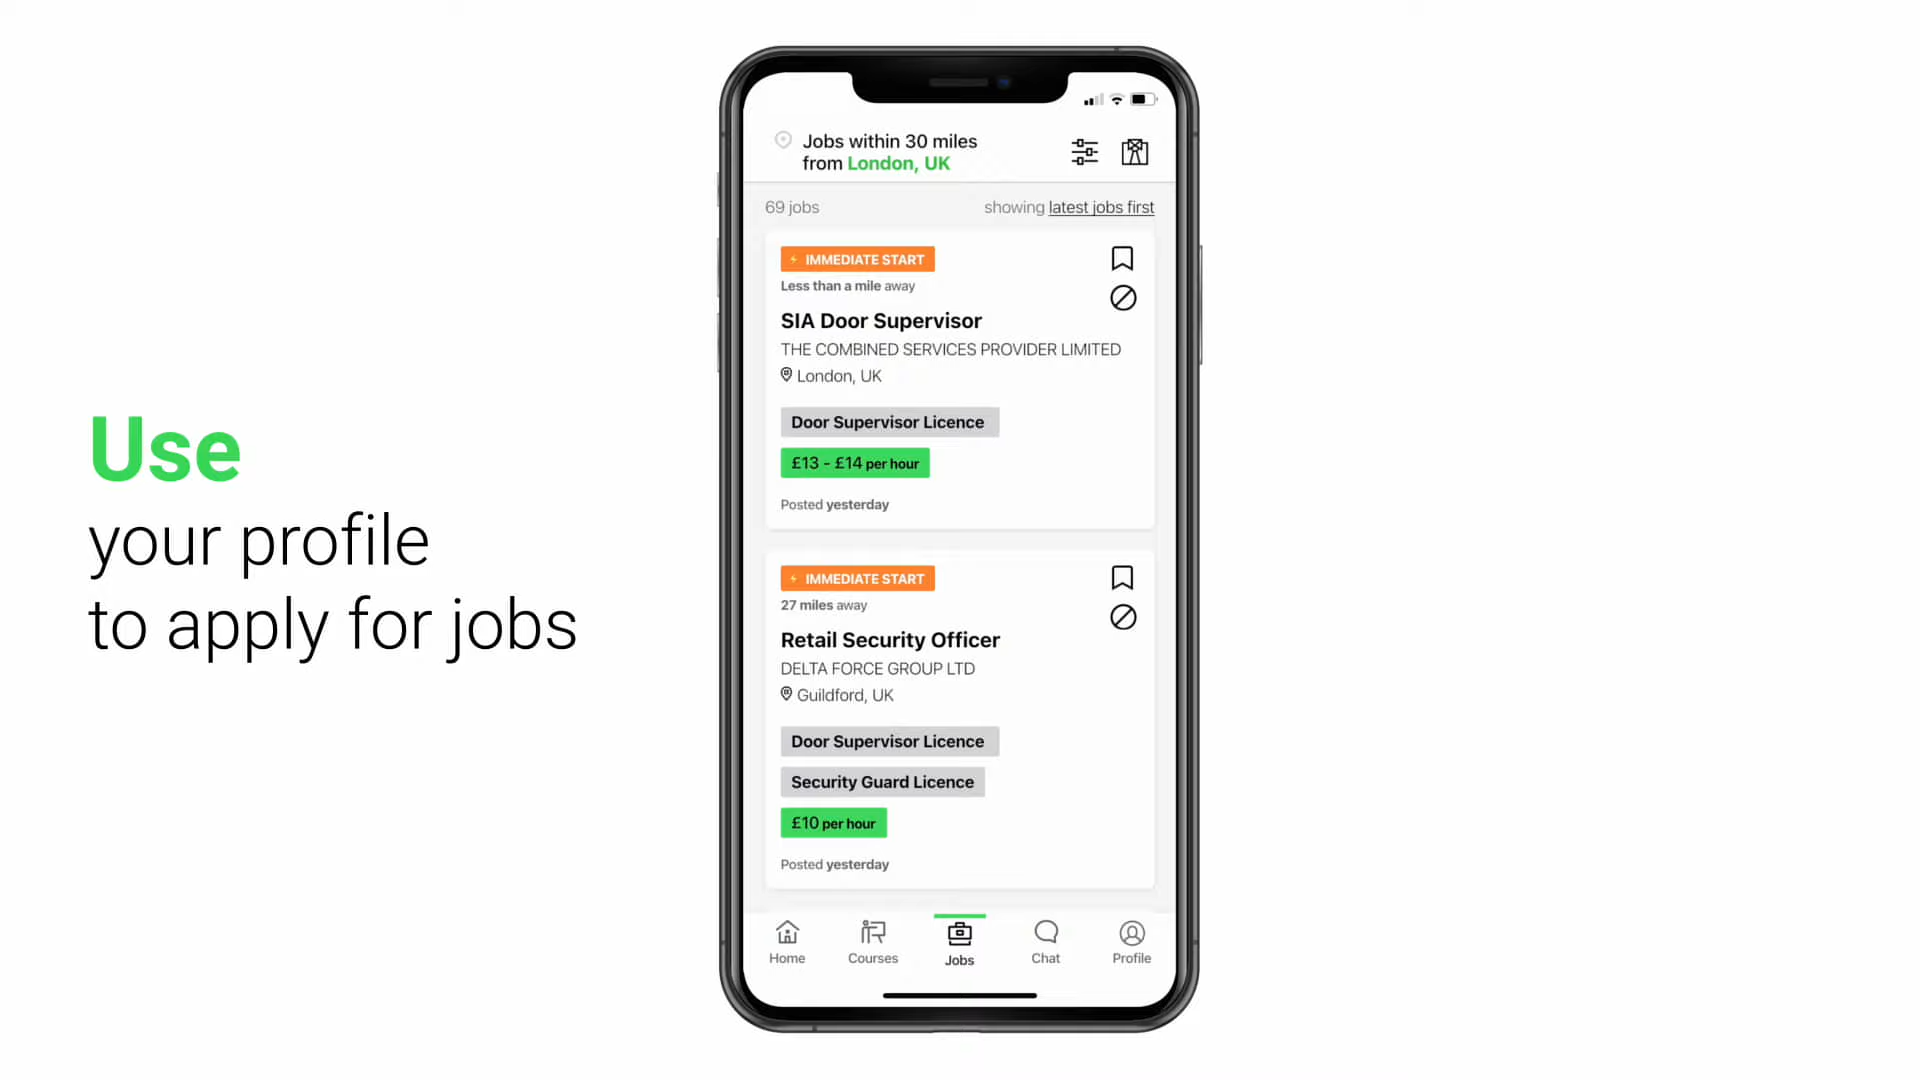 Use
your profile
to apply for jobs
Jobs within 30 miles
from London, UK
69 jobs
showing latest jobs first
IMMEDIATE START
Less than a mile away
SIA Door Supervisor
THE COMBINED SERVICES PROVIDER LIMITED
London, UK
Door Supervisor Licence
£13 - £14 per hour
Posted yesterday
IMMEDIATE START
27 miles away
Retail Security Officer
DELTA FORCE GROUP LTD
Guildford, UK
Door Supervisor Licence
Security Guard Licence
£10 per hour
Posted yesterday
Home Courses Jobs Chat Profile